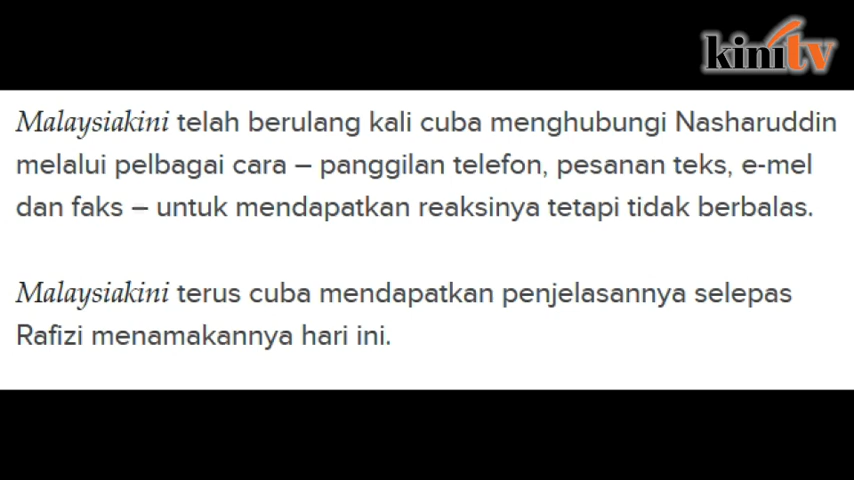 kinitv
Malaysiakini telah berulang kali cuba menghubungi Nasharuddin
melalui pelbagai cara – panggilan telefon, pesanan teks, e-mel
dan faks – untuk mendapatkan reaksinya tetapi tidak berbalas.
Malaysiakini terus cuba mendapatkan penjelasannya selepas
Rafizi menamakannya hari ini.